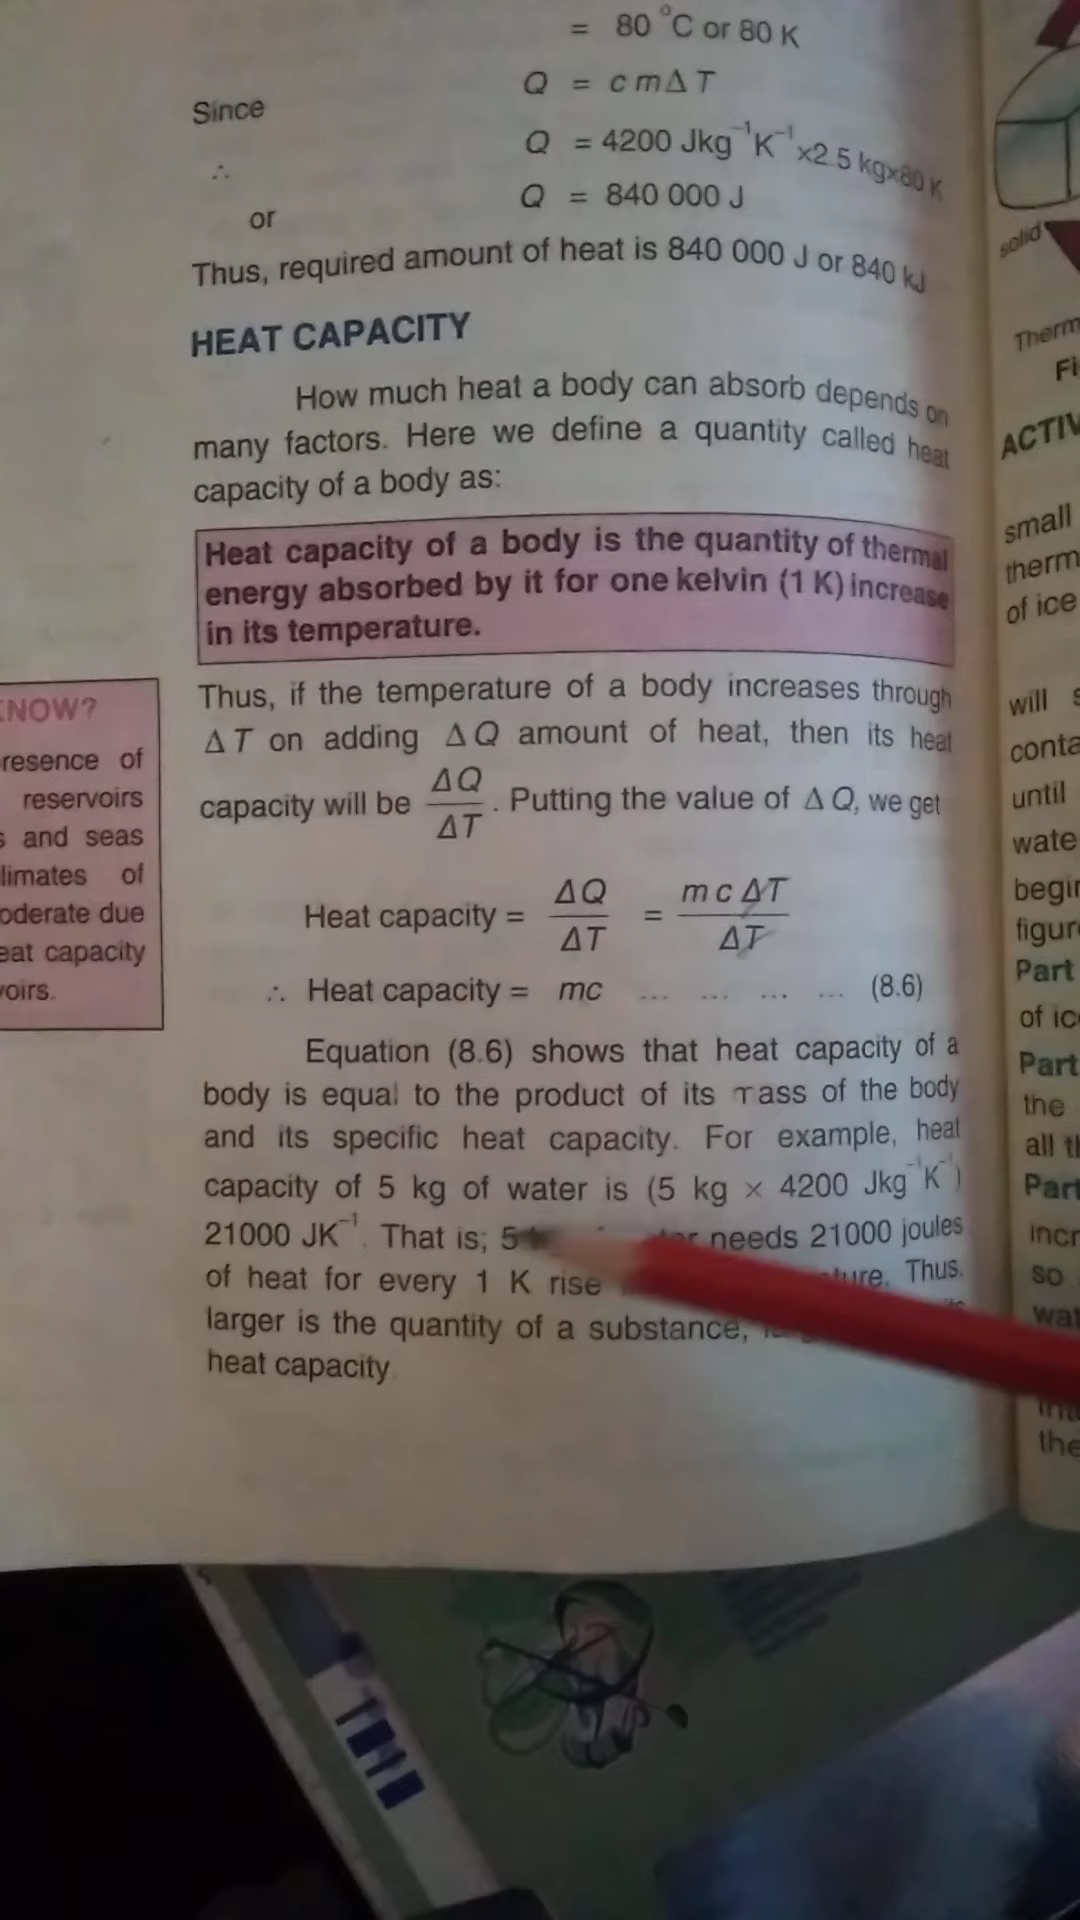 = 80 °C or 80 K
Since Q = c m Δ T
∴ Q = 4200 Jkg⁻¹K⁻¹×2.5 kg×80 K
or Q = 840 000 J
Thus, required amount of heat is 840 000 J or 840 kJ
HEAT CAPACITY
How much heat a body can absorb depends on
many factors. Here we define a quantity called heat
capacity of a body as:
Heat capacity of a body is the quantity of thermal
energy absorbed by it for one kelvin (1 K) increase
in its temperature.
Thus, if the temperature of a body increases through
Δ T on adding Δ Q amount of heat, then its heat
capacity will be ΔQ/ΔT. Putting the value of Δ Q, we get
Heat capacity = ΔQ/ΔT = m c ΔT/ΔT
∴ Heat capacity = mc ... ... ... ... (8.6)
Equation (8.6) shows that heat capacity of a
body is equal to the product of its mass of the body
and its specific heat capacity. For example, heat
capacity of 5 kg of water is (5 kg × 4200 Jkg⁻¹K⁻¹)
21000 JK⁻¹. That is; 5 needs 21000 joules
of heat for every 1 K rise Thus,
larger is the quantity of a substance,
heat capacity.
KNOW?
resence of
reservoirs
and seas
limates of
oderate due
eat capacity
voirs.
solid
Therm
Fi
ACTIV
small
therm
of ice
will
conta
until
wate
begin
figure
Part
of ic
Part
the
all th
Part
incr
so
wat
the